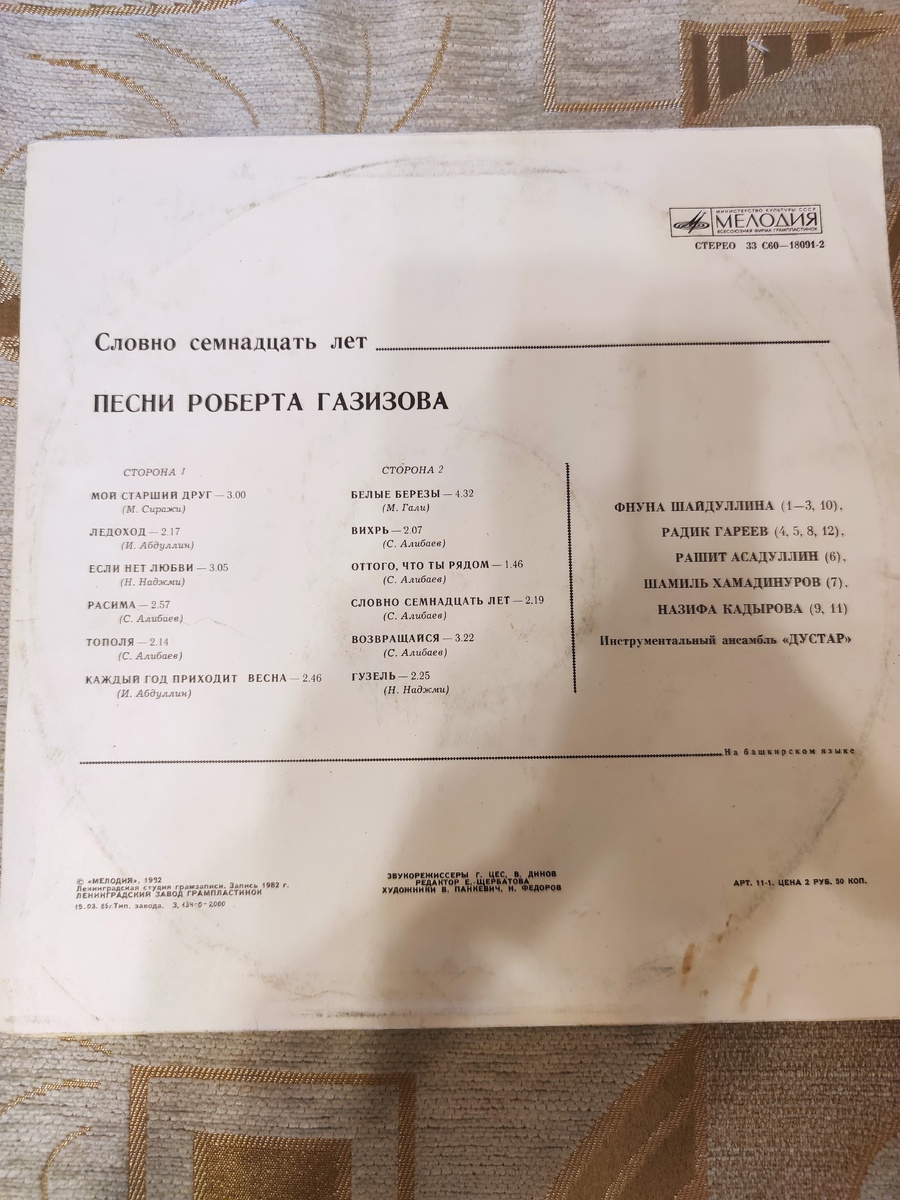 МИНИСТЕРСТВО КУЛЬТУРЫ СССР
МЕЛОДИЯ
ВСЕСОЮЗНАЯ ФИРМА ГРАМПЛАСТИНОК
СТЕРЕО 33 С60—18091-2
Словно семнадцать лет
ПЕСНИ РОБЕРТА ГАЗИЗОВА
СТОРОНА 1
МОЙ СТАРШИЙ ДРУГ — 3.00
(М. Сиражи)
ЛЕДОХОД — 2.17
(И. Абдуллин)
ЕСЛИ НЕТ ЛЮБВИ — 3.05
(Н. Наджми)
РАСИМА — 2.57
(С. Алибаев)
ТОПОЛЯ — 2.14
(С. Алибаев)
КАЖДЫЙ ГОД ПРИХОДИТ ВЕСНА — 2.46
(И. Абдуллин)
СТОРОНА 2
БЕЛЫЕ БЕРЕЗЫ — 4.32
(М. Гали)
ВИХРЬ — 2.07
(С. Алибаев)
ОТТОГО, ЧТО ТЫ РЯДОМ — 1.46
(С. Алибаев)
СЛОВНО СЕМНАДЦАТЬ ЛЕТ — 2.19
(С. Алибаев)
ВОЗВРАЩАЙСЯ — 3.22
(С. Алибаев)
ГУЗЕЛЬ — 2.25
(Н. Наджми)
ФНУНА ШАЙДУЛЛИНА (1—3, 10),
РАДИК ГАРЕЕВ (4, 5, 8, 12),
РАШИТ АСАДУЛЛИН (6),
ШАМИЛЬ ХАМАДИНУРОВ (7),
НАЗИФА КАДЫРОВА (9, 11)
Инструментальный ансамбль «ДУСТАР»
На башкирском языке
© «МЕЛОДИЯ», 1982
Ленинградская студия грамзаписи. Запись 1982 г.
ЛЕНИНГРАДСКИЙ ЗАВОД ГРАМПЛАСТИНОК
Тип. завода. З.
ЗВУКОРЕЖИССЕРЫ Г. ЦЕС, В. ДИНОВ
РЕДАКТОР Е. ЩЕРБАТОВА
ХУДОЖНИКИ В. ПАНКЕВИЧ, Н. ФЕДОРОВ
АРТ. 11-1. ЦЕНА 2 РУБ. 50 КОП.